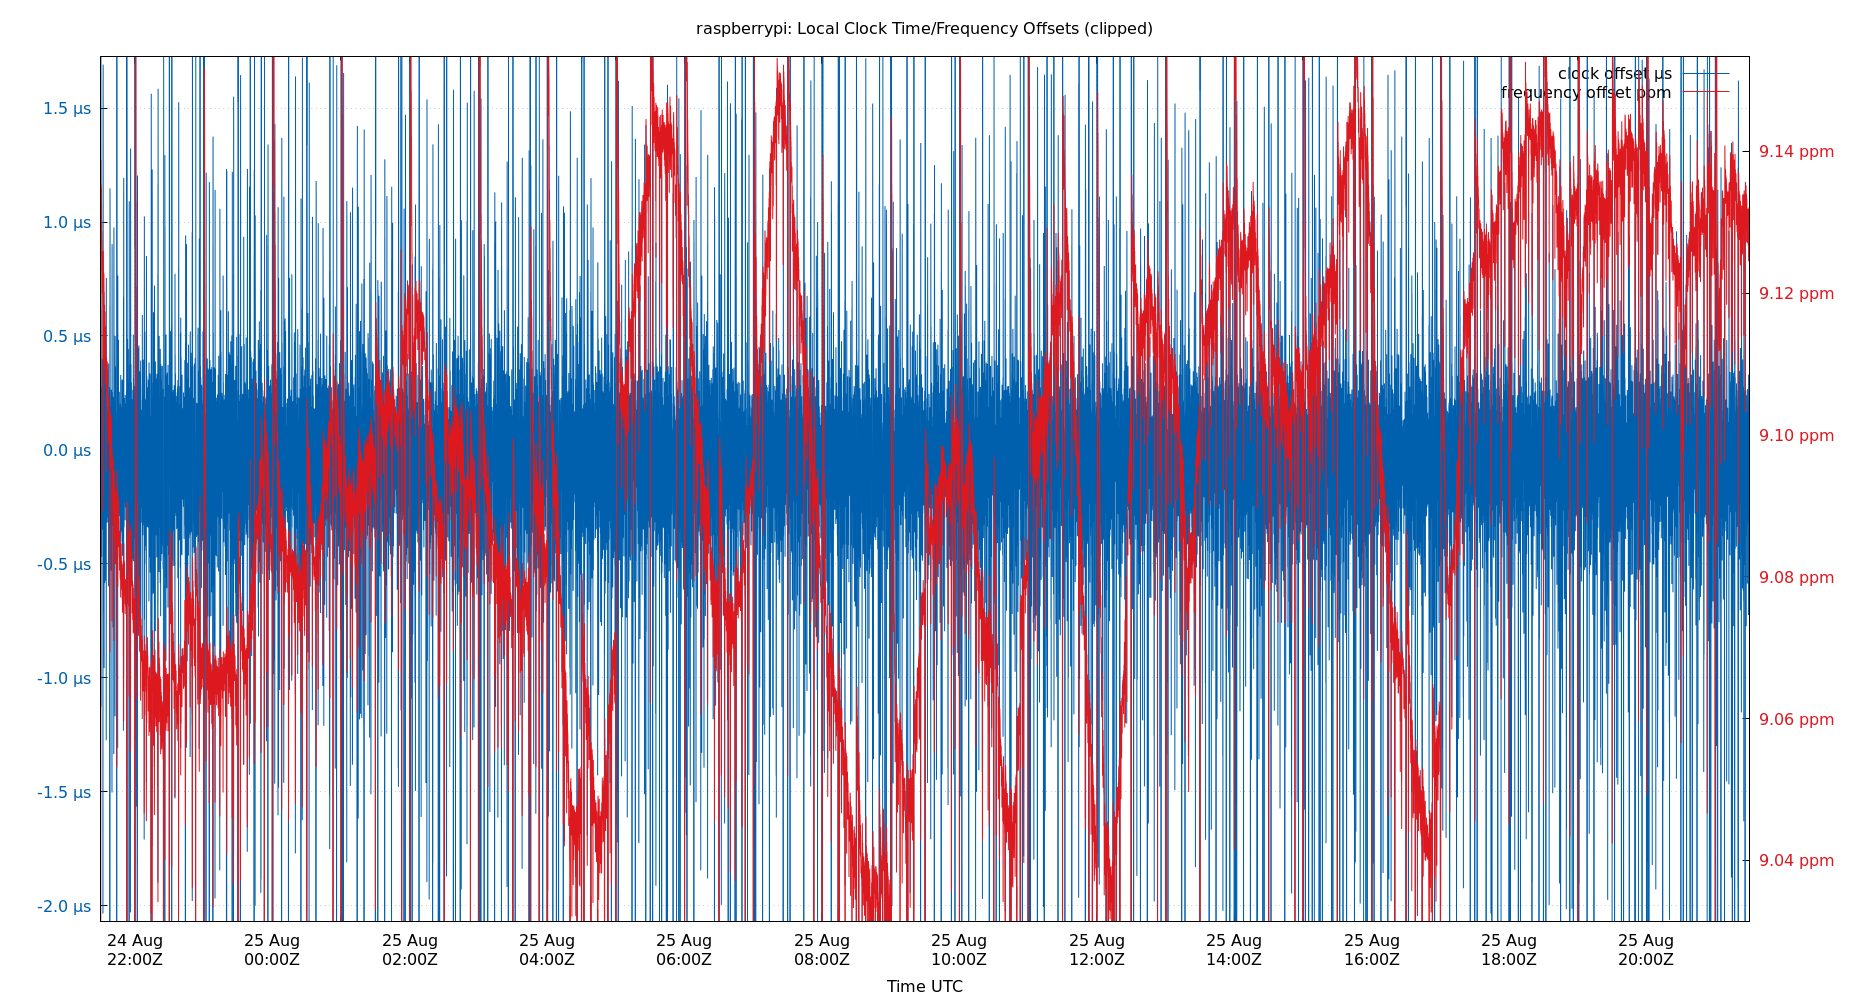 raspberrypi: Local Clock Time/Frequency Offsets (clipped)
clock offset µs
frequency offset ppm
1.5 µs
1.0 µs
0.5 µs
0.0 µs
-0.5 µs
-1.0 µs
-1.5 µs
-2.0 µs
9.14 ppm
9.12 ppm
9.10 ppm
9.08 ppm
9.06 ppm
9.04 ppm
24 Aug 25 Aug 25 Aug 25 Aug 25 Aug 25 Aug 25 Aug 25 Aug 25 Aug 25 Aug 25 Aug 25 Aug
22:00Z 00:00Z 02:00Z 04:00Z 06:00Z 08:00Z 10:00Z 12:00Z 14:00Z 16:00Z 18:00Z 20:00Z
Time UTC